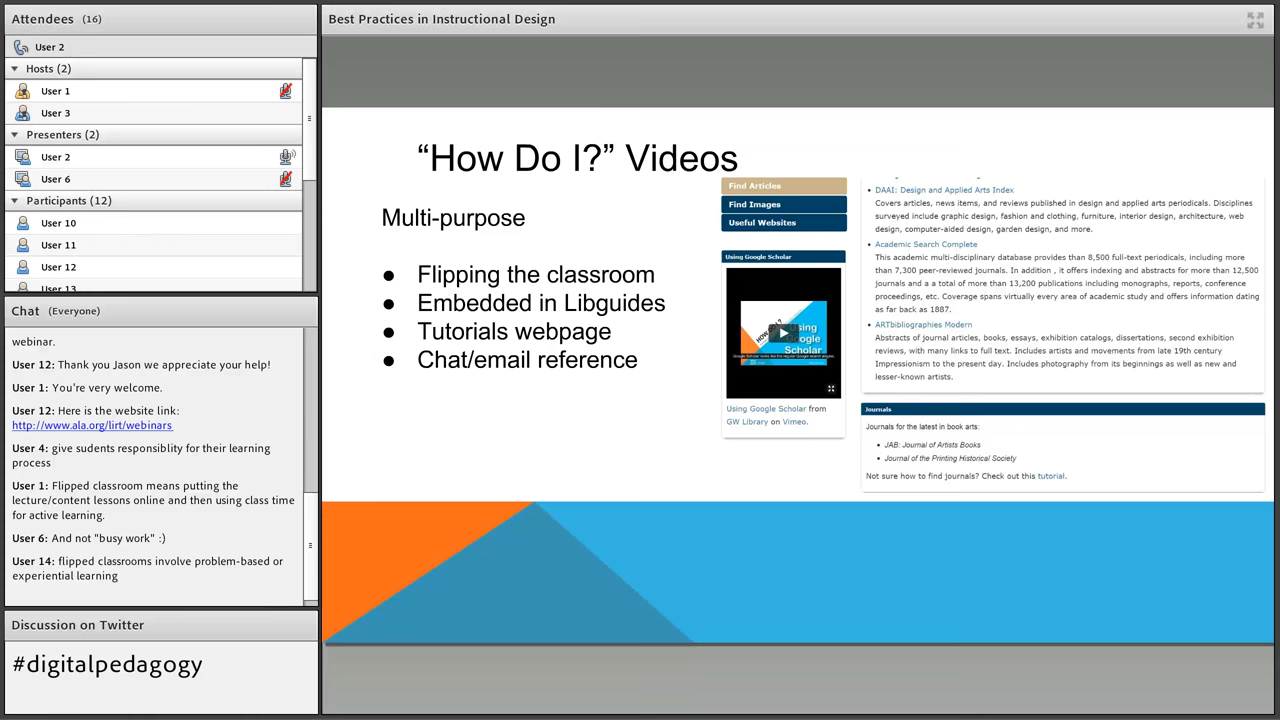 Attendees (16)
User 2
Hosts (2)
User 1
User 3
Presenters (2)
User 2
User 6
Participants (12)
User 10
User 11
User 12
User 13
Chat (Everyone)
webinar.
User 12: Thank you Jason we appreciate your help!
User 1: You're very welcome.
User 12: Here is the website link:
http://www.ala.org/lirt/webinars
User 4: give sudents responsiblity for their learning
process
User 1: Flipped classroom means putting the
lecture/content lessons online and then using class time
for active learning.
User 6: And not "busy work" :)
User 14: flipped classrooms involve problem-based or
experiential learning
Discussion on Twitter
#digitalpedagogy
Best Practices in Instructional Design
“How Do I?” Videos
Multi-purpose
● Flipping the classroom
● Embedded in Libguides
● Tutorials webpage
● Chat/email reference
Find Articles
Find Images
Useful Websites
Using Google Scholar
HOW DO I?
Using
Google
Scholar
Google Scholar works like the regular Google search engine,
Using Google Scholar from
GW Library on Vimeo.
• DAAI: Design and Applied Arts Index
Covers articles, news items, and reviews published in design and applied arts periodicals. Disciplines
surveyed include graphic design, fashion and clothing, furniture, interior design, architecture, web
design, computer-aided design, garden design, and more.
• Academic Search Complete
This academic multi-disciplinary database provides than 8,500 full-text periodicals, including more
than 7,300 peer-reviewed journals. In addition , it offers indexing and abstracts for more than 12,500
journals and a a total of more than 13,200 publications including monographs, reports, conference
proceedings, etc. Coverage spans virtually every area of academic study and offers information dating
as far back as 1887.
• ARTbibliographies Modern
Abstracts of journal articles, books, essays, exhibition catalogs, dissertations, second exhibition
reviews, with many links to full text. Includes artists and movements from late 19th century
Impressionism to the present day. Includes photography from its beginnings as well as new and
lesser-known artists.
Journals
Journals for the latest in book arts:
• JAB: Journal of Artists Books
• Journal of the Printing Historical Society
Not sure how to find journals? Check out this tutorial.